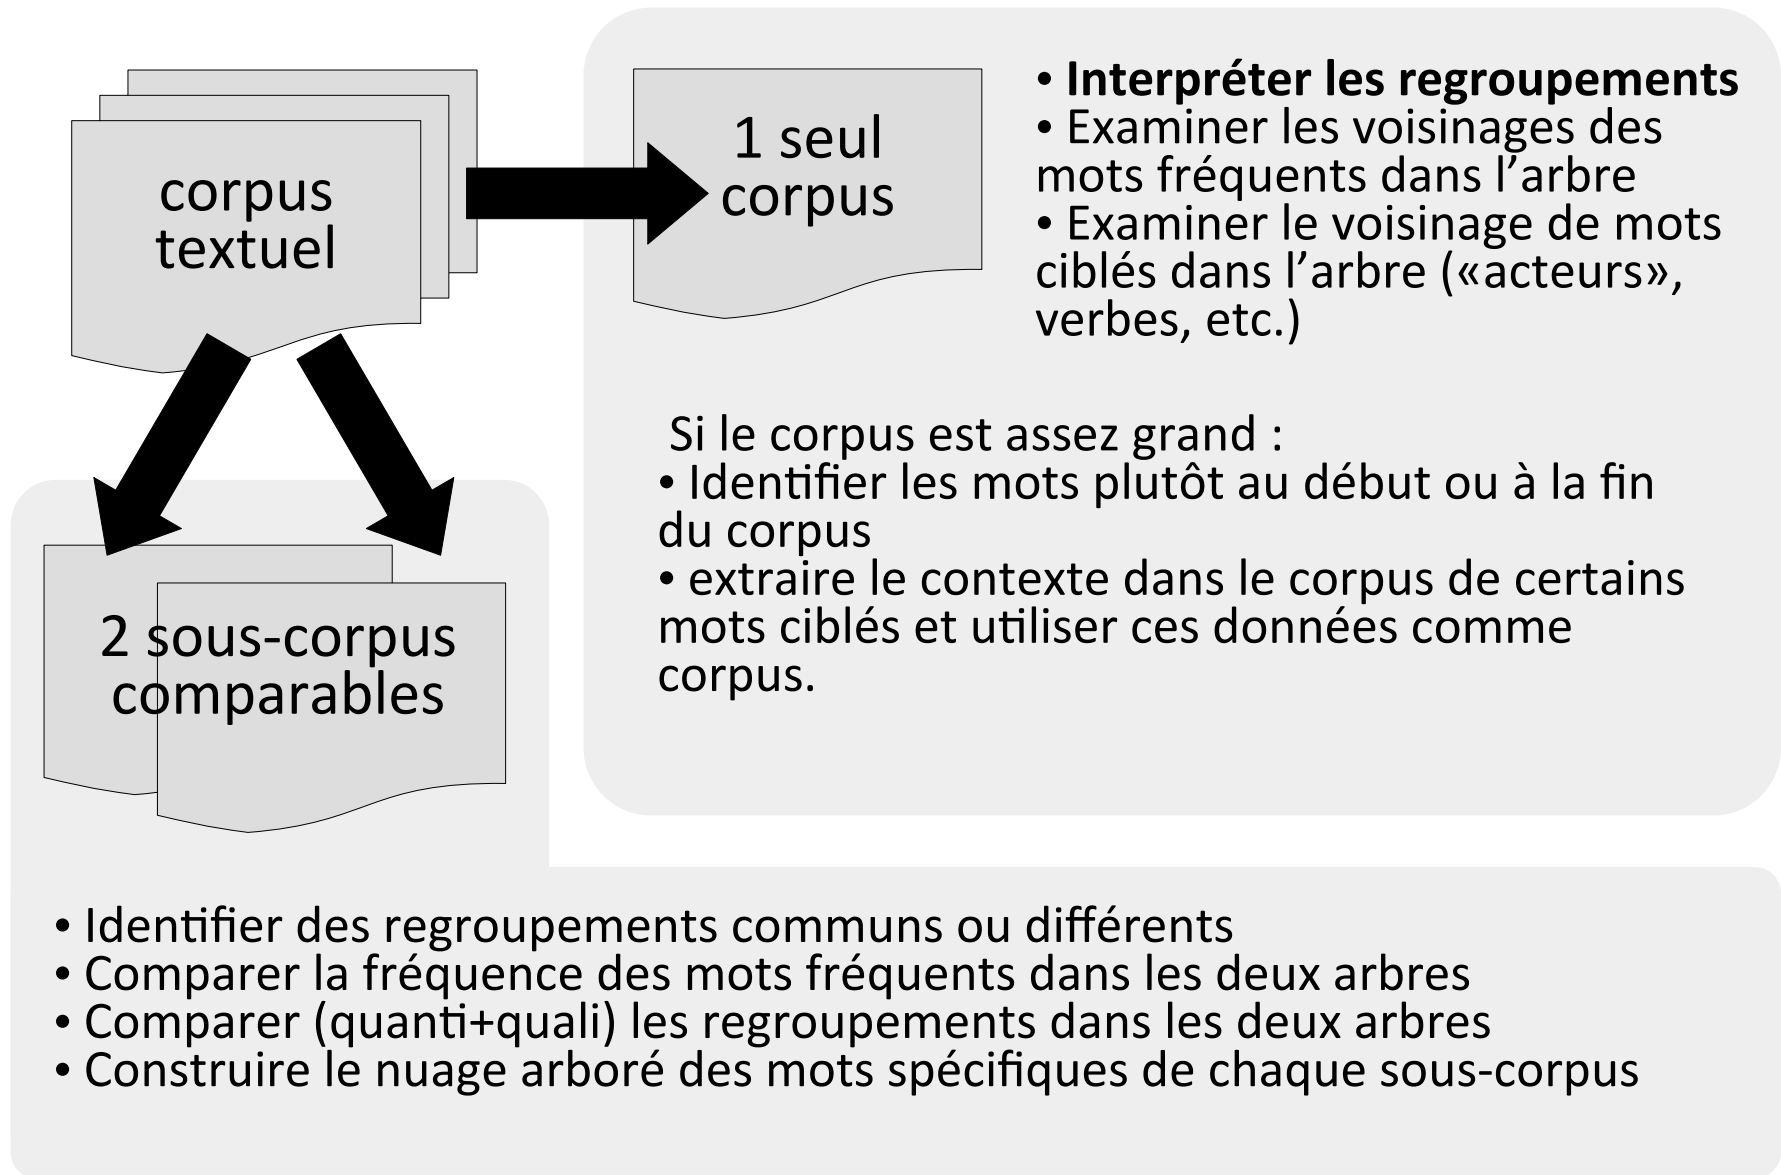 corpus
textuel
1 seul
corpus
• Interpréter les regroupements
• Examiner les voisinages des
mots fréquents dans l’arbre
• Examiner le voisinage de mots
ciblés dans l’arbre («acteurs»,
verbes, etc.)
Si le corpus est assez grand :
• Identifier les mots plutôt au début ou à la fin
du corpus
• extraire le contexte dans le corpus de certains
mots ciblés et utiliser ces données comme
corpus.
2 sous-corpus
comparables
• Identifier des regroupements communs ou différents
• Comparer la fréquence des mots fréquents dans les deux arbres
• Comparer (quanti+quali) les regroupements dans les deux arbres
• Construire le nuage arboré des mots spécifiques de chaque sous-corpus